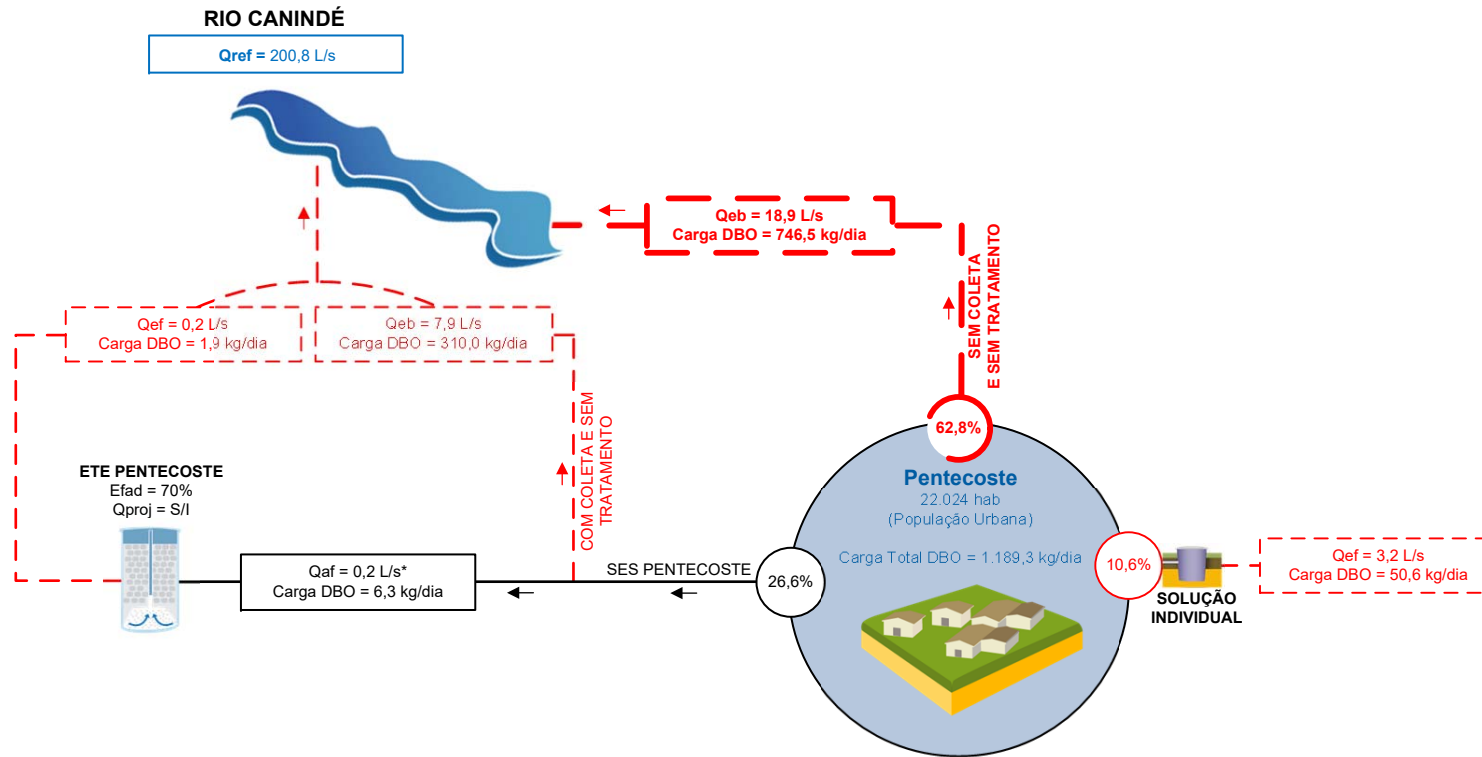 RIO CANINDÉ
Qref = 200,8 L/s
Qeb = 18,9 L/s
Carga DBO = 746,5 kg/dia
SEM COLETA
E SEM TRATAMENTO
Qef = 0,2 L/s
Carga DBO = 1,9 kg/dia
Qeb = 7,9 L/s
Carga DBO = 310,0 kg/dia
COM COLETA E SEM
TRATAMENTO
62,8%
ETE PENTECOSTE
Efad = 70%
Qproj = S/I
Pentecoste
22.024 hab
(População Urbana)
Carga Total DBO = 1.189,3 kg/dia
Qaf = 0,2 L/s*
Carga DBO = 6,3 kg/dia
SES PENTECOSTE
26,6%
10,6%
SOLUÇÃO
INDIVIDUAL
Qef = 3,2 L/s
Carga DBO = 50,6 kg/dia